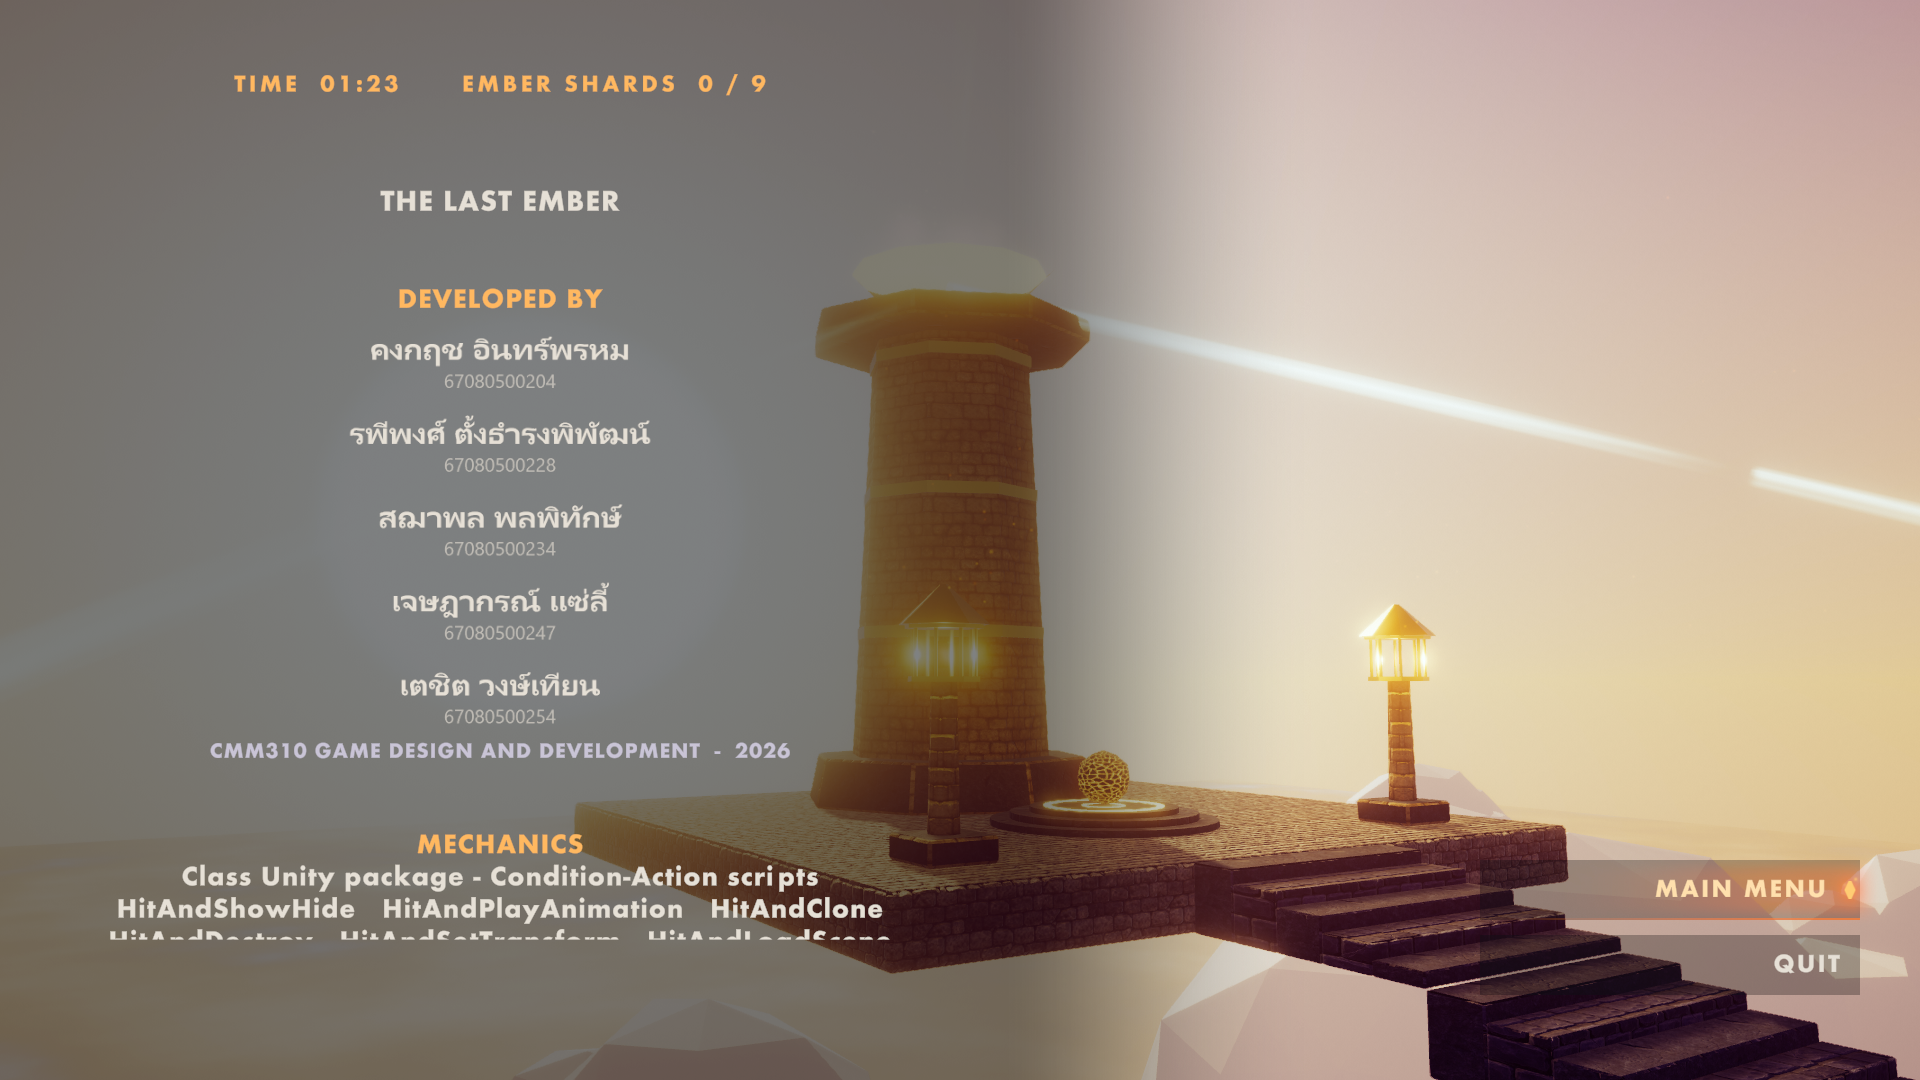 TIME 01:23 EMBER SHARDS 0 / 9
THE LAST EMBER
DEVELOPED BY
คงกฤช อินทร์พรหม
67080500204
รพีพงศ์ ตั้งธำรงพิพัฒน์
67080500228
สฌาพล พลพิทักษ์
67080500234
เจษฎากรณ์ แซ่ลี้
67080500247
เตชิต วงษ์เทียน
67080500254
CMM310 GAME DESIGN AND DEVELOPMENT - 2026
MECHANICS
Class Unity package - Condition-Action scripts
HitAndShowHide HitAndPlayAnimation HitAndClone
HitAndDestroy HitAndSetTransform HitAndLoadScene
MAIN MENU
QUIT